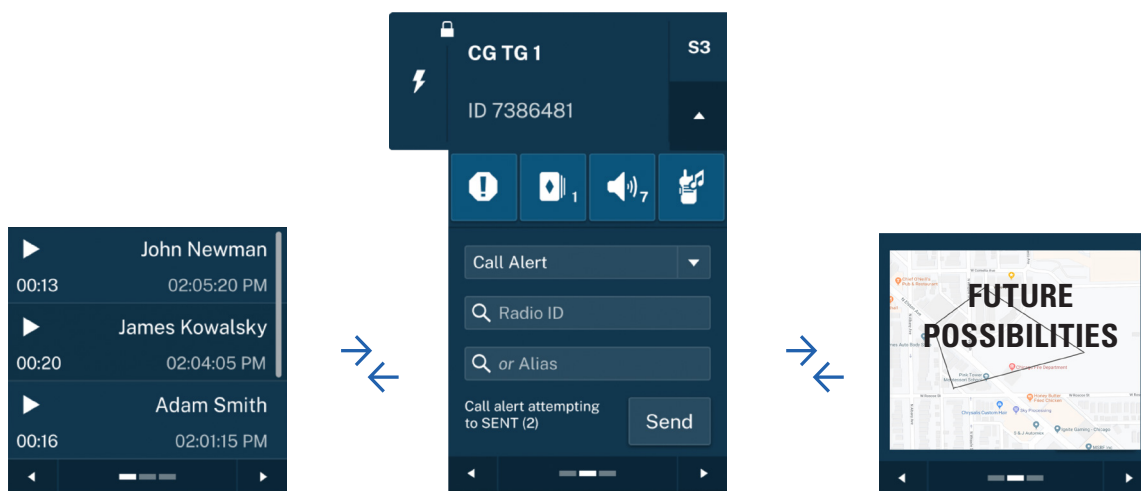 John Newman
00:13 02:05:20 PM
James Kowalsky
00:20 02:04:05 PM
Adam Smith
00:16 02:01:15 PM
CG TG 1
S3
ID 7386481
1
7
Call Alert
Radio ID
or Alias
Call alert attempting
to SENT (2)
Send
FUTURE
POSSIBILITIES